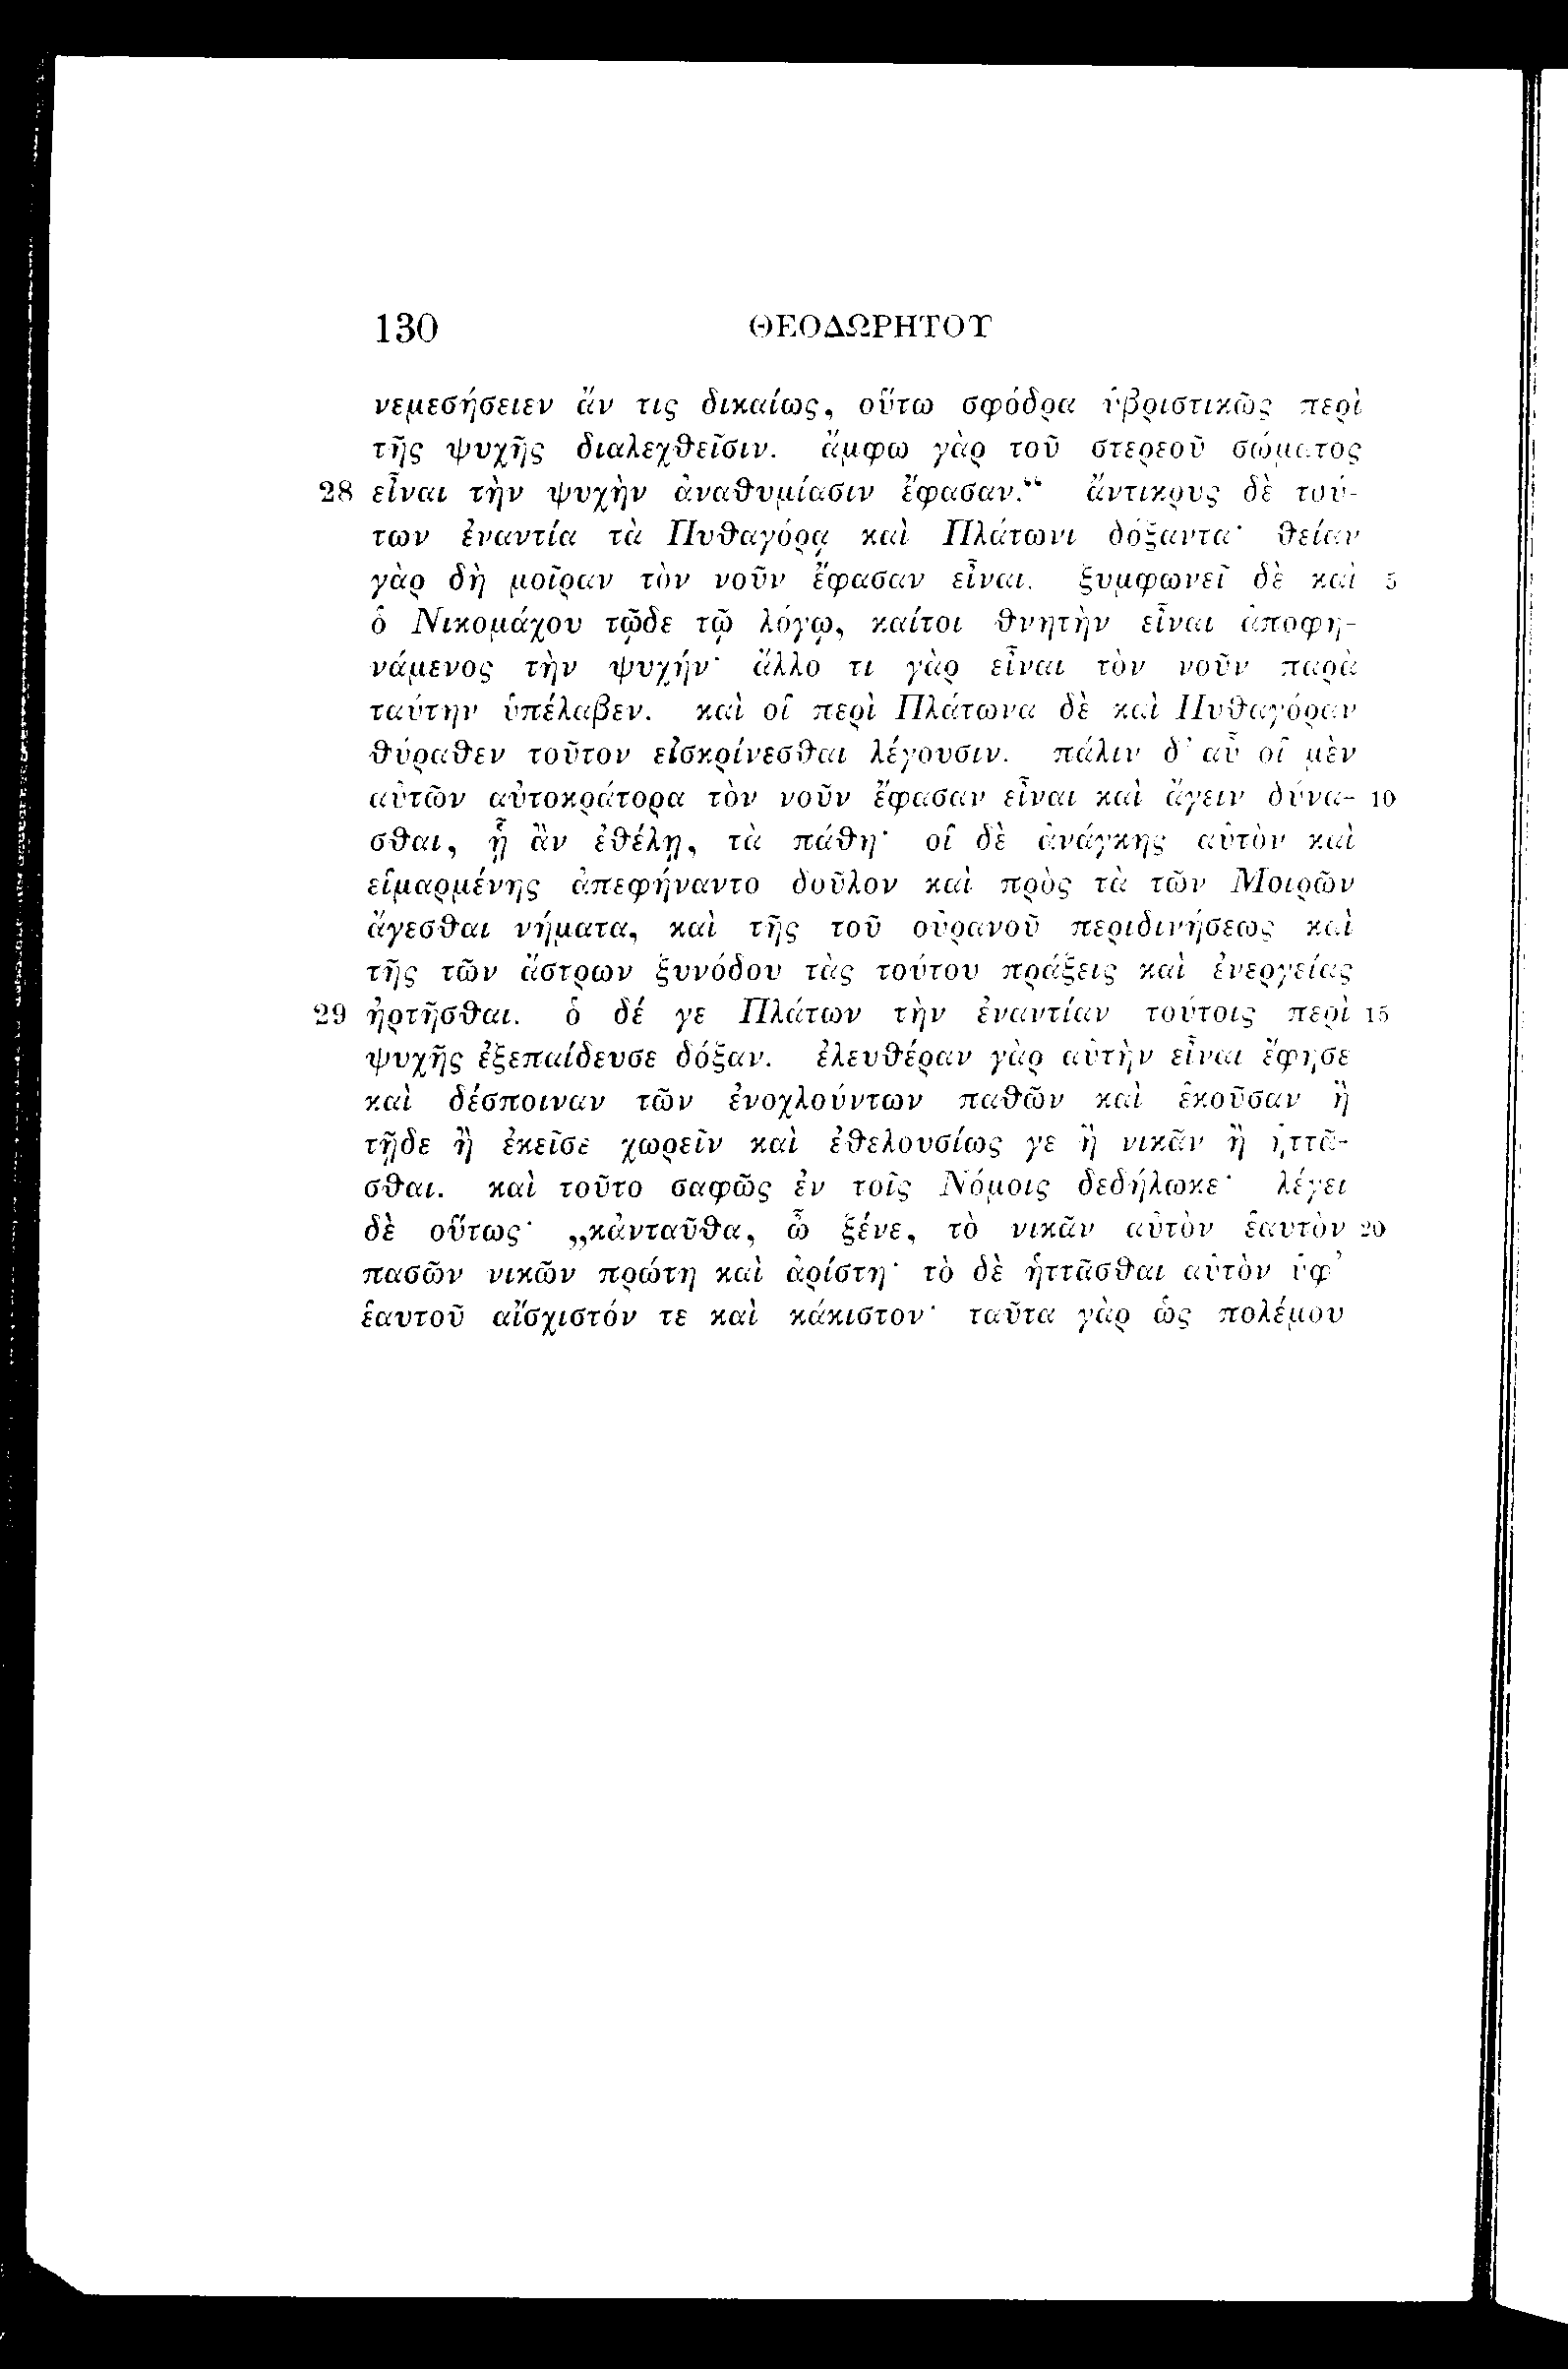 130 ΘΕΟΔΩΡΗΤΟΥ
νεμεσήσειεν ἄν τις δικαίως, οὕτω σφόδρα ὑβριστικῶς περὶ
τῆς ψυχῆς διαλεχθεῖσιν. ἄμφω γὰρ τοῦ στερεοῦ σώματος
28 εἶναι τὴν ψυχὴν ἀναθυμίασιν ἔφασαν.“ ἄντικρυς δὲ τού-
των ἐναντία τὰ Πυθαγόρᾳ καὶ Πλάτωνι δόξαντα· θείαν
γὰρ δὴ μοῖραν τὸν νοῦν ἔφασαν εἶναι. ξυμφωνεῖ δὲ καὶ 5
ὁ Νικομάχου τῷδε τῷ λόγῳ, καίτοι θνητὴν εἶναι ἀποφη-
νάμενος τὴν ψυχήν· ἄλλο τι γὰρ εἶναι τὸν νοῦν παρὰ
ταύτην ὑπέλαβεν. καὶ οἱ περὶ Πλάτωνα δὲ καὶ Πυθαγόραν
θύραθεν τοῦτον εἰσκρίνεσθαι λέγουσιν. πάλιν δ᾽ αὖ οἱ μὲν
αὐτῶν αὐτοκράτορα τὸν νοῦν ἔφασαν εἶναι καὶ ἄγειν δύνα- 10
σθαι, ᾗ ἂν ἐθέλῃ, τὰ πάθη· οἱ δὲ ἀνάγκης αὐτὸν καὶ
εἱμαρμένης ἀπεφήναντο δοῦλον καὶ πρὸς τὰ τῶν Μοιρῶν
ἄγεσθαι νήματα, καὶ τῆς τοῦ οὐρανοῦ περιδινήσεως καὶ
τῆς τῶν ἄστρων ξυνόδου τὰς τούτου πράξεις καὶ ἐνεργείας
29 ἠρτῆσθαι. ὁ δέ γε Πλάτων τὴν ἐναντίαν τούτοις περὶ 15
ψυχῆς ἐξεπαίδευσε δόξαν. ἐλευθέραν γὰρ αὐτὴν εἶναι ἔφησε
καὶ δέσποιναν τῶν ἐνοχλούντων παθῶν καὶ ἑκοῦσαν ἢ
τῇδε ἢ ἐκεῖσε χωρεῖν καὶ ἐθελουσίως γε ἢ νικᾶν ἢ ἡττᾶ-
σθαι. καὶ τοῦτο σαφῶς ἐν τοῖς Νόμοις δεδήλωκε· λέγει
δὲ οὕτως· „κἀνταῦθα, ὦ ξένε, τὸ νικᾶν αὐτὸν ἑαυτὸν 20
πασῶν νικῶν πρώτη καὶ ἀρίστη· τὸ δὲ ἡττᾶσθαι αὐτὸν ὑφ᾽
ἑαυτοῦ αἴσχιστόν τε καὶ κάκιστον· ταῦτα γὰρ ὡς πολέμου